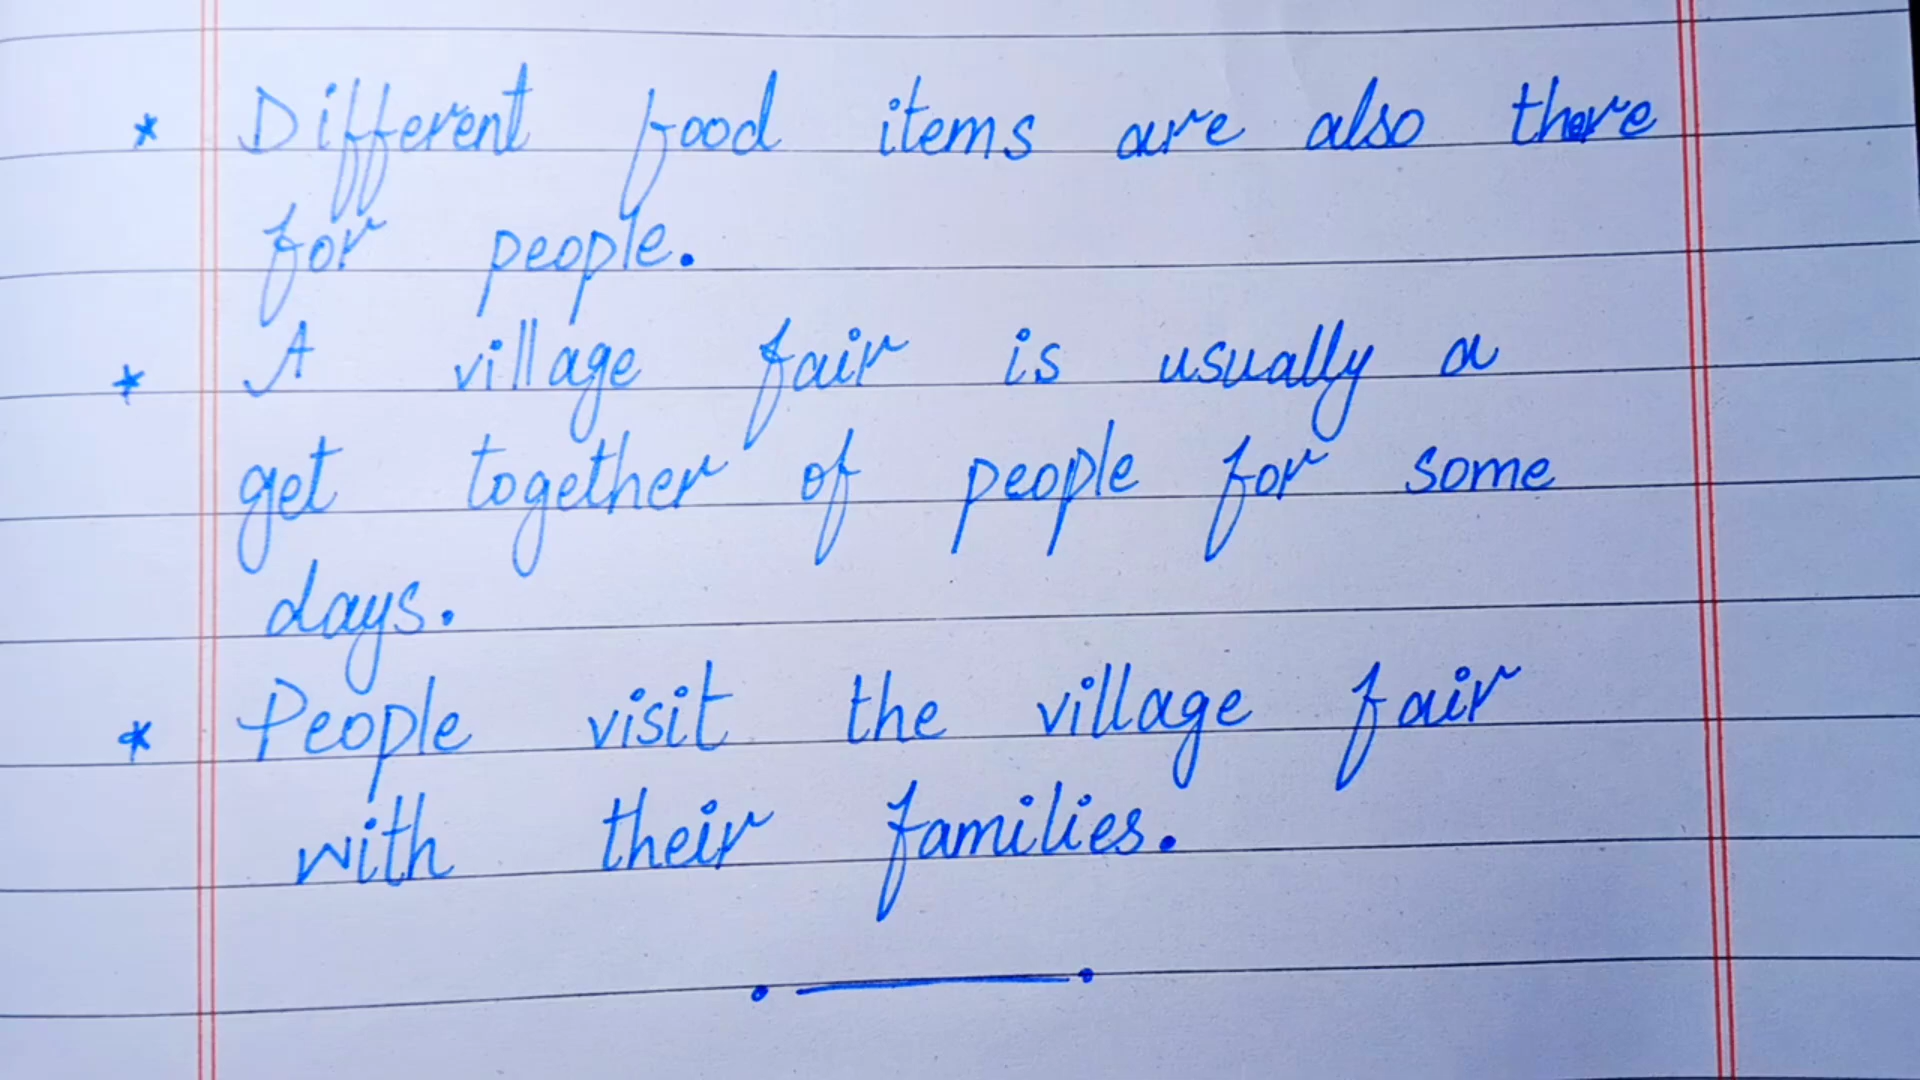 * Different food items are also there
for people.
* A village fair is usually a
get together of people for some
days.
* People visit the village fair
with their families.